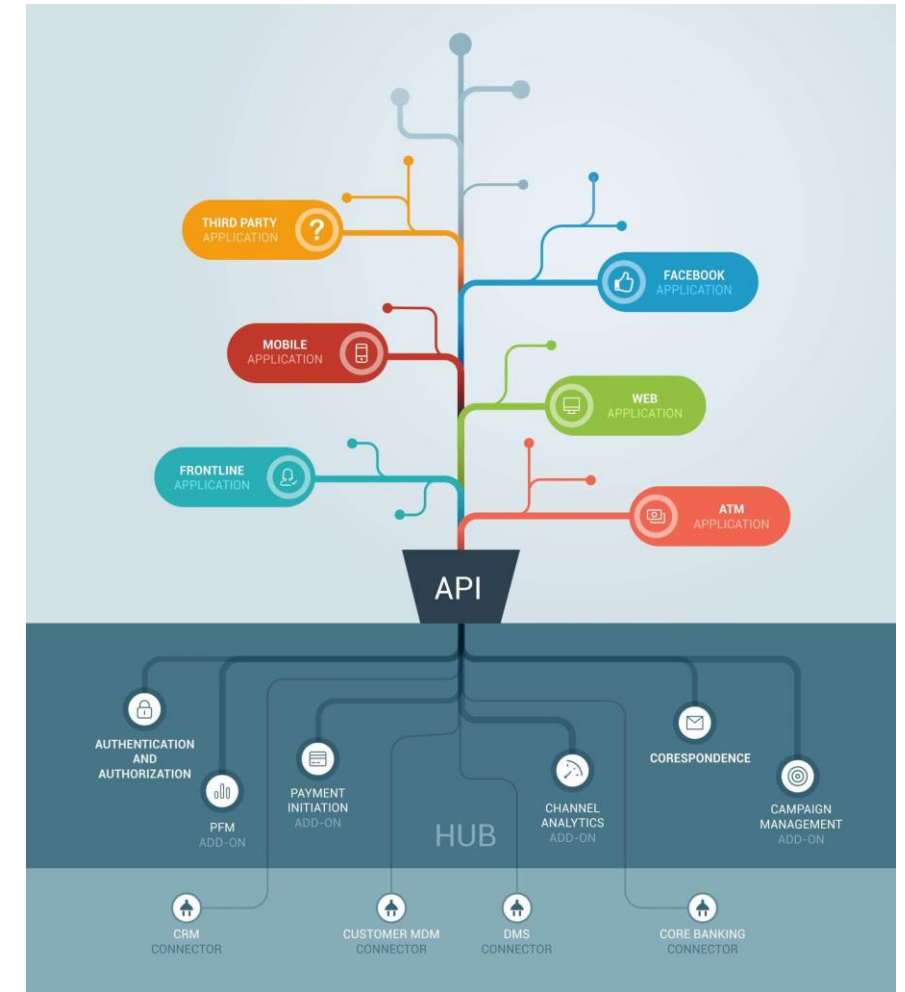 THIRD PARTY
APPLICATION
?
FACEBOOK
APPLICATION
MOBILE
APPLICATION
WEB
APPLICATION
FRONTLINE
APPLICATION
ATM
APPLICATION
API
AUTHENTICATION
AND
AUTHORIZATION
PFM
ADD-ON
PAYMENT
INITIATION
ADD-ON
HUB
CHANNEL
ANALYTICS
ADD-ON
CORESPONDENCE
CAMPAIGN
MANAGEMENT
ADD-ON
CRM
CONNECTOR
CUSTOMER MDM
CONNECTOR
DMS
CONNECTOR
CORE BANKING
CONNECTOR